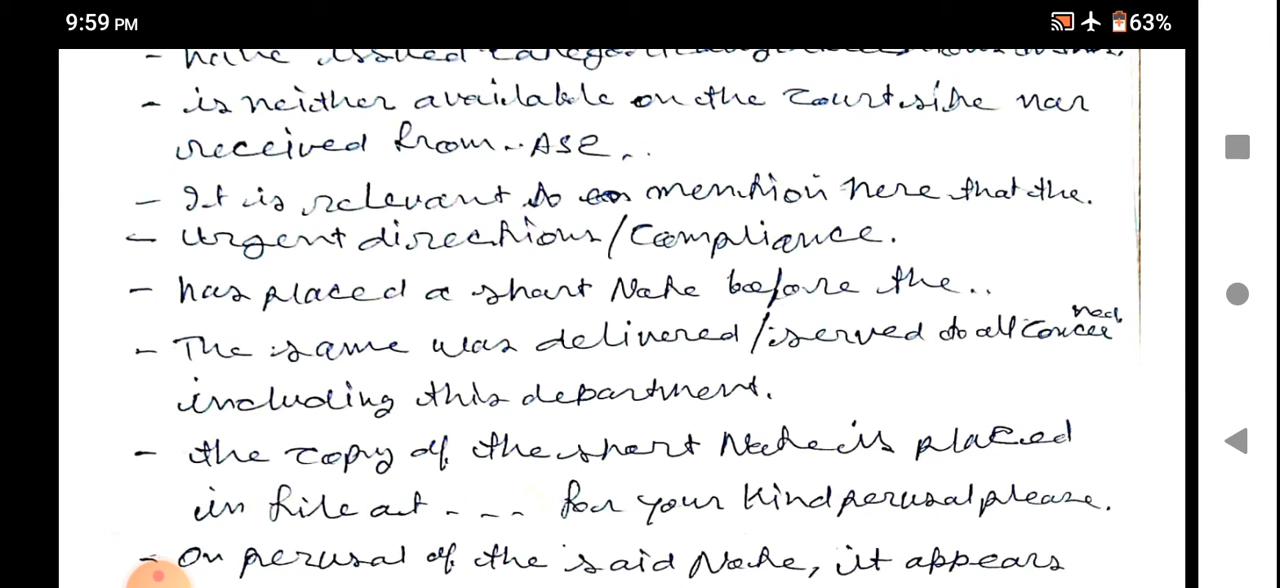 9:59 PM 63%
- have issued
- is neither available on the court side nor
received from.. ASE...
- It is relevant to mention here that the.
- Urgent directions/Compliance.
- has placed a short Note before the..
- The same was delivered/served to all concerned
including this department.
- the copy of the short Note is placed
in file at - - - for your kind perusal please.
- On perusal of the said Note, it appears